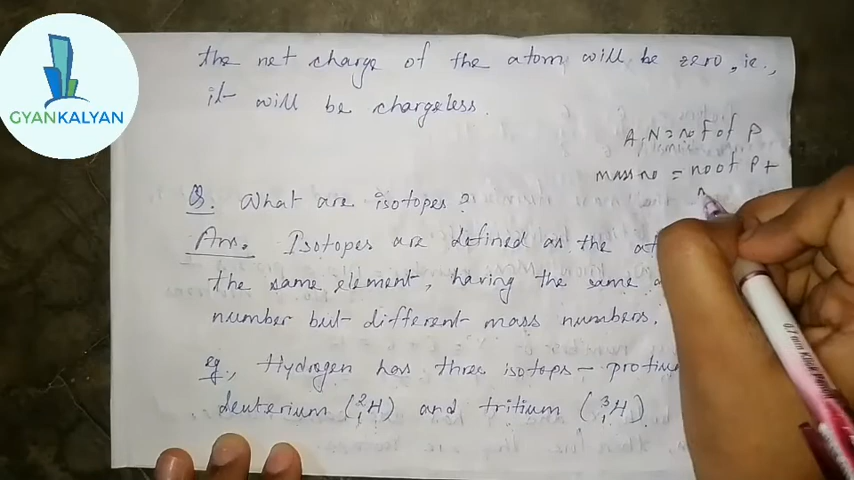 the net charge of the atom will be zero, ie.,
it will be chargeless.
GYANKALYAN
A.N = no of of P
mass no = no of P +
n
Q. What are isotopes?
Ans. Isotopes are defined as the
the same element, having the same
number but different mass numbers.
eg., Hydrogen has three isotops -
deuterium (²₁H) and tritium (³₁H)